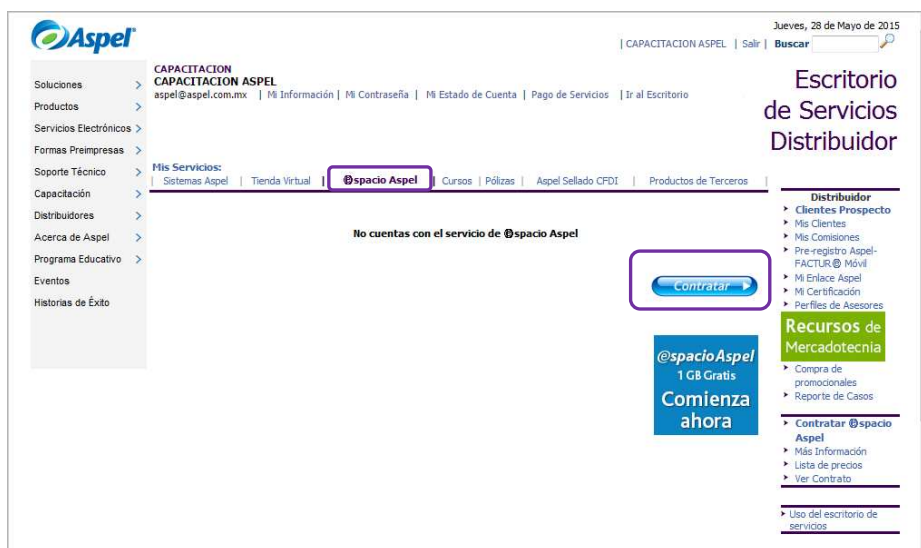 Aspel
Jueves, 28 de Mayo de 2015
| CAPACITACION ASPEL | Salir | Buscar
Soluciones
Productos
Servicios Electrónicos
Formas Preimpresas
Soporte Técnico
Capacitación
Distribuidores
Acerca de Aspel
Programa Educativo
Eventos
Historias de Éxito
CAPACITACION
CAPACITACION ASPEL
aspel@aspel.com.mx | Mi Información | Mi Contraseña | Mi Estado de Cuenta | Pago de Servicios | Ir al Escritorio
Escritorio
de Servicios
Distribuidor
Mis Servicios:
| Sistemas Aspel | Tienda Virtual | @spacio Aspel | Cursos | Pólizas | Aspel Sellado CFDI | Productos de Terceros |
No cuentas con el servicio de @spacio Aspel
Contratar
@spacioAspel
1 GB Gratis
Comienza
ahora
Distribuidor
Clientes Prospecto
Mis Clientes
Mis Comisiones
Pre-registro Aspel-
FACTUR@ Móvil
Mi Enlace Aspel
Mi Certificación
Perfiles de Asesores
Recursos de
Mercadotecnia
Compra de
promocionales
Reporte de Casos
Contratar @spacio
Aspel
Más Información
Lista de precios
Ver Contrato
Uso del escritorio de
servicios